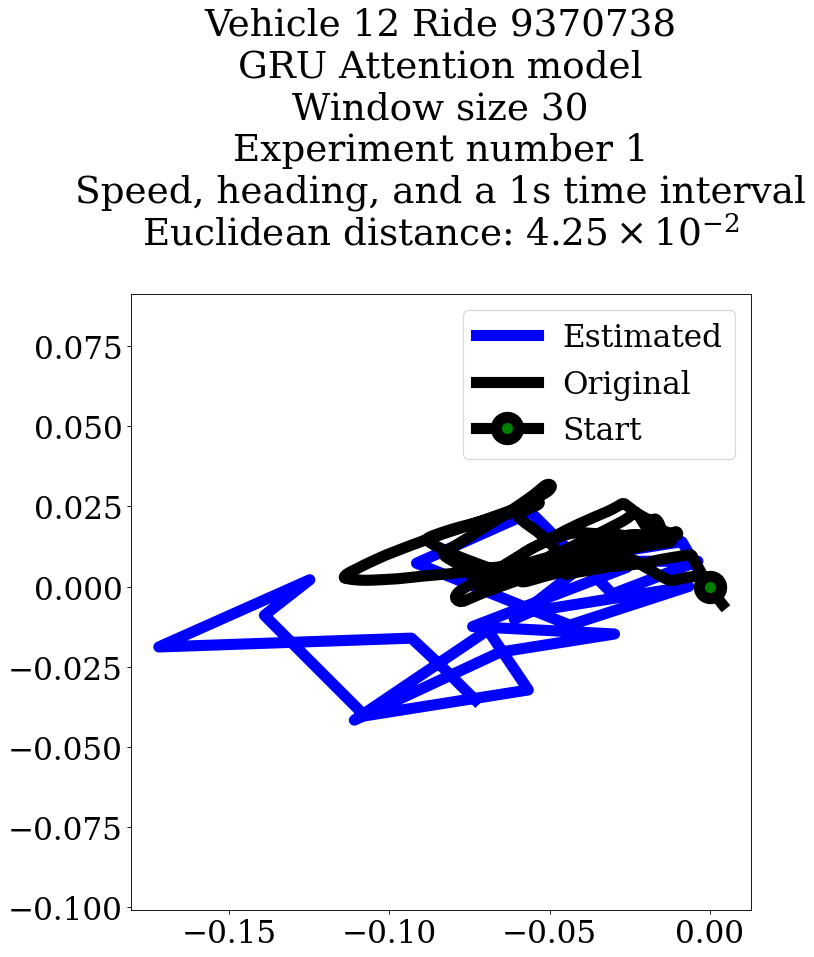 Vehicle 12 Ride 9370738
GRU Attention model
Window size 30
Experiment number 1
Speed, heading, and a 1s time interval
Euclidean distance: 4.25 × 10⁻²
Estimated
Original
Start
0.075
0.050
0.025
0.000
−0.025
−0.050
−0.075
−0.100
−0.15
−0.10
−0.05
0.00